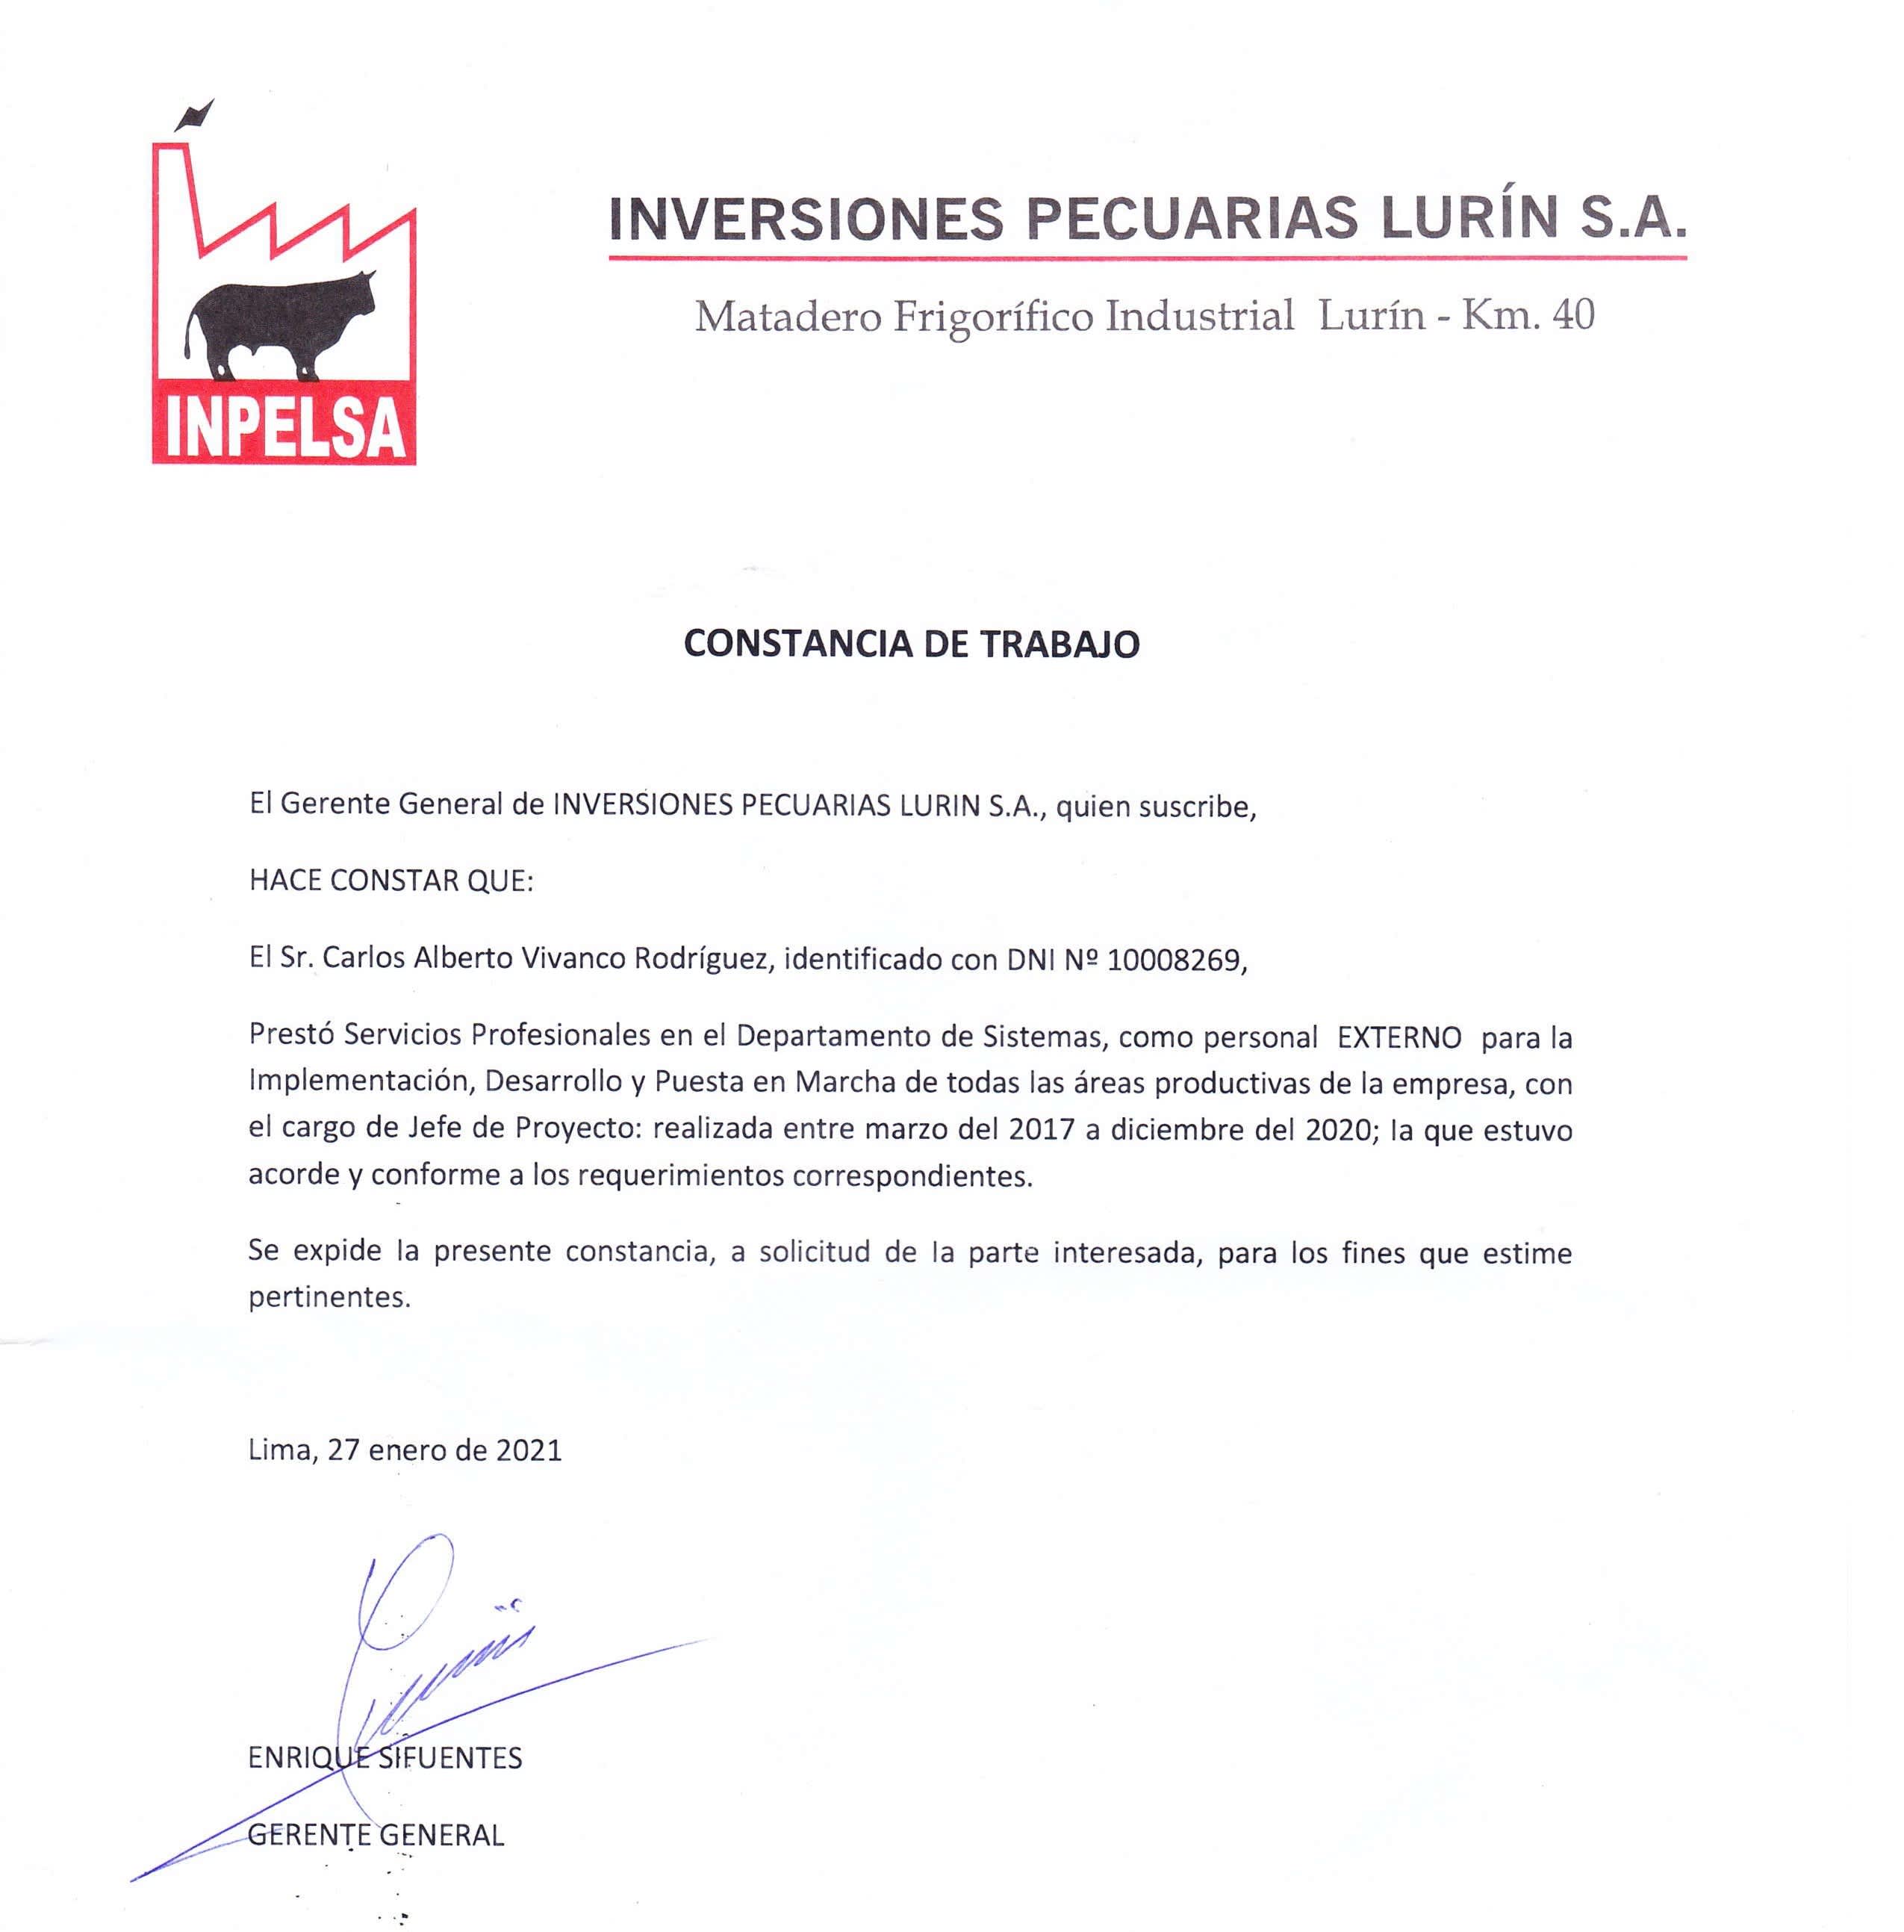 INVERSIONES PECUARIAS LURÍN S.A.
Matadero Frigorífico Industrial Lurín - Km. 40
INPELSA
CONSTANCIA DE TRABAJO
El Gerente General de INVERSIONES PECUARIAS LURIN S.A., quien suscribe,
HACE CONSTAR QUE:
El Sr. Carlos Alberto Vivanco Rodríguez, identificado con DNI Nº 10008269,
Prestó Servicios Profesionales en el Departamento de Sistemas, como personal EXTERNO para la
Implementación, Desarrollo y Puesta en Marcha de todas las áreas productivas de la empresa, con
el cargo de Jefe de Proyecto: realizada entre marzo del 2017 a diciembre del 2020; la que estuvo
acorde y conforme a los requerimientos correspondientes.
Se expide la presente constancia, a solicitud de la parte interesada, para los fines que estime
pertinentes.
Lima, 27 enero de 2021
ENRIQUE SIFUENTES
GERENTE GENERAL